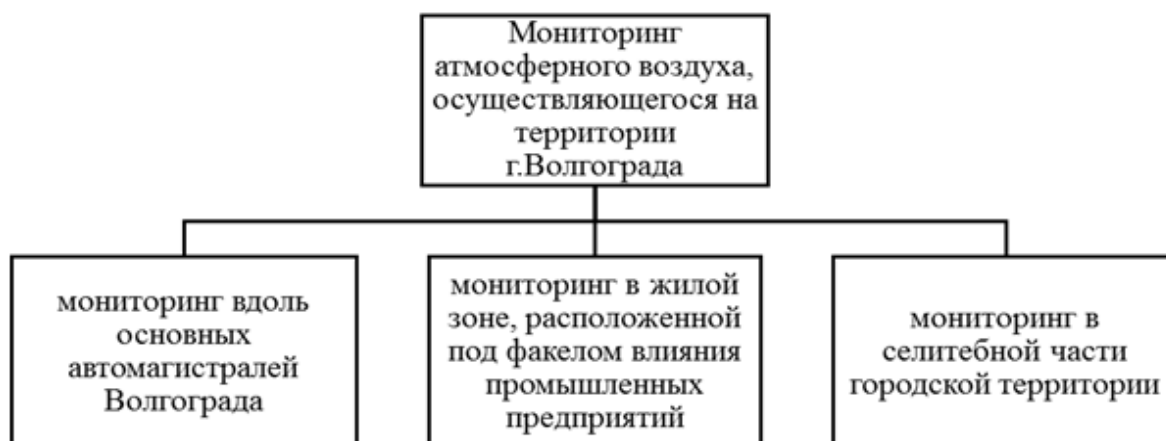 Мониторинг
атмосферного воздуха,
осуществляющегося на
территории
г.Волгограда
мониторинг вдоль
основных
автомагистралей
Волгограда
мониторинг в жилой
зоне, расположенной
под факелом влияния
промышленных
предприятий
мониторинг в
селитебной части
городской территории